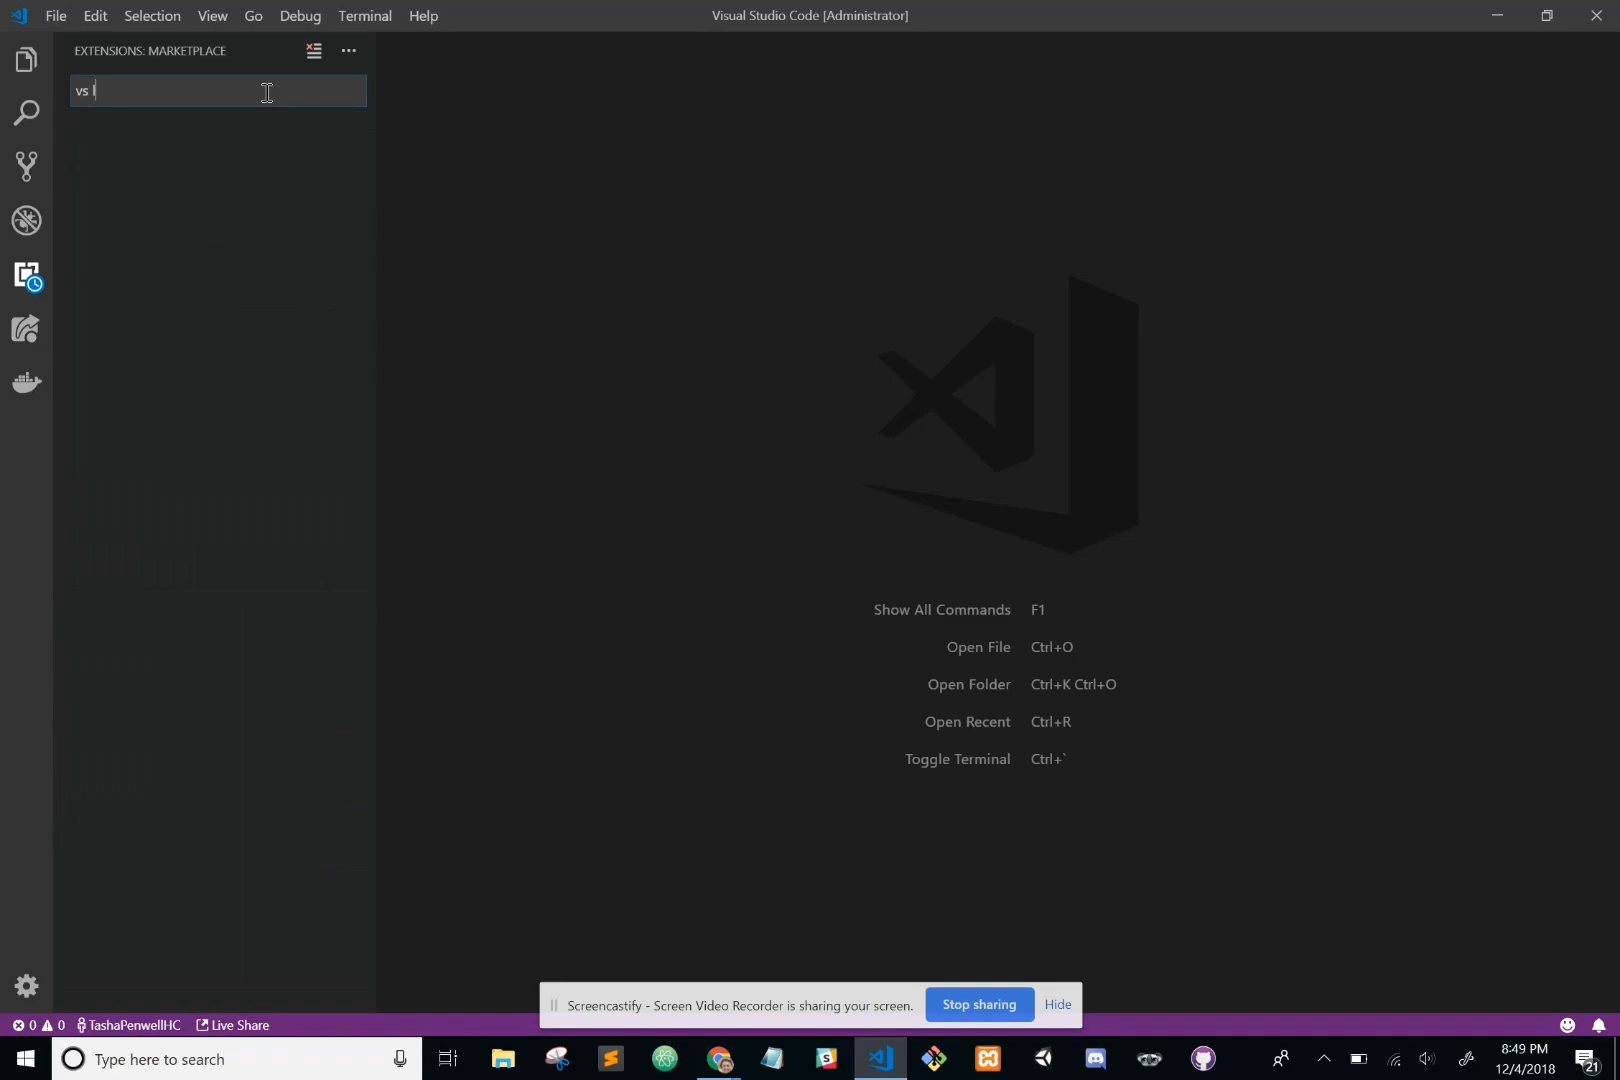 File Edit Selection View Go Debug Terminal Help
Visual Studio Code [Administrator]
EXTENSIONS: MARKETPLACE
vs l
Show All Commands F1
Open File Ctrl+O
Open Folder Ctrl+K Ctrl+O
Open Recent Ctrl+R
Toggle Terminal Ctrl+`
Screencastify - Screen Video Recorder is sharing your screen. Stop sharing Hide
0 0 TashaPenwellHC Live Share
Type here to search
8:49 PM
12/4/2018
21